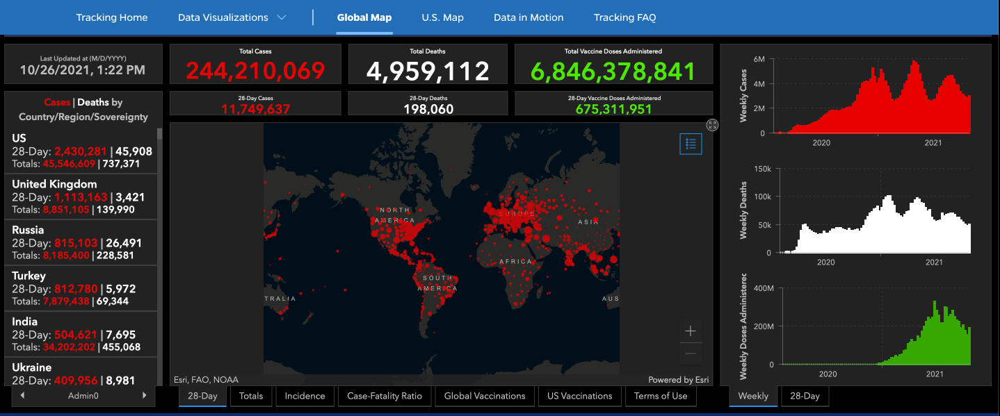 Tracking Home
Data Visualizations
Global Map
U.S. Map
Data in Motion
Tracking FAQ
Last Updated at (M/D/YYYY)
10/26/2021, 1:22 PM
Cases | Deaths by
Country/Region/Sovereignty
US
28-Day: 2,430,281 | 45,908
Totals: 45,546,609 | 737,371
United Kingdom
28-Day: 1,113,163 | 3,421
Totals: 8,851,105 | 139,990
Russia
28-Day: 815,103 | 26,491
Totals: 8,185,400 | 228,581
Turkey
28-Day: 812,780 | 5,972
Totals: 7,879,438 | 69,344
India
28-Day: 504,621 | 7,695
Totals: 34,202,202 | 455,068
Ukraine
28-Day: 409,956 | 8,981
Admin0
Total Cases
244,210,069
Total Deaths
4,959,112
Total Vaccine Doses Administered
6,846,378,841
28-Day Cases
11,749,637
28-Day Deaths
198,060
28-Day Vaccine Doses Administered
675,311,951
NORTH
AMERICA
EUROPE
ASIA
AFRICA
SOUTH
AMERICA
TRALIA
AUS
Esri, FAO, NOAA
Powered by Esri
28-Day
Totals
Incidence
Case-Fatality Ratio
Global Vaccinations
US Vaccinations
Terms of Use
Weekly Cases
6M
4M
2M
0
2020
2021
Weekly Deaths
150k
100k
50k
0
2020
2021
Weekly Doses Administered
400M
200M
0
2020
2021
Weekly
28-Day